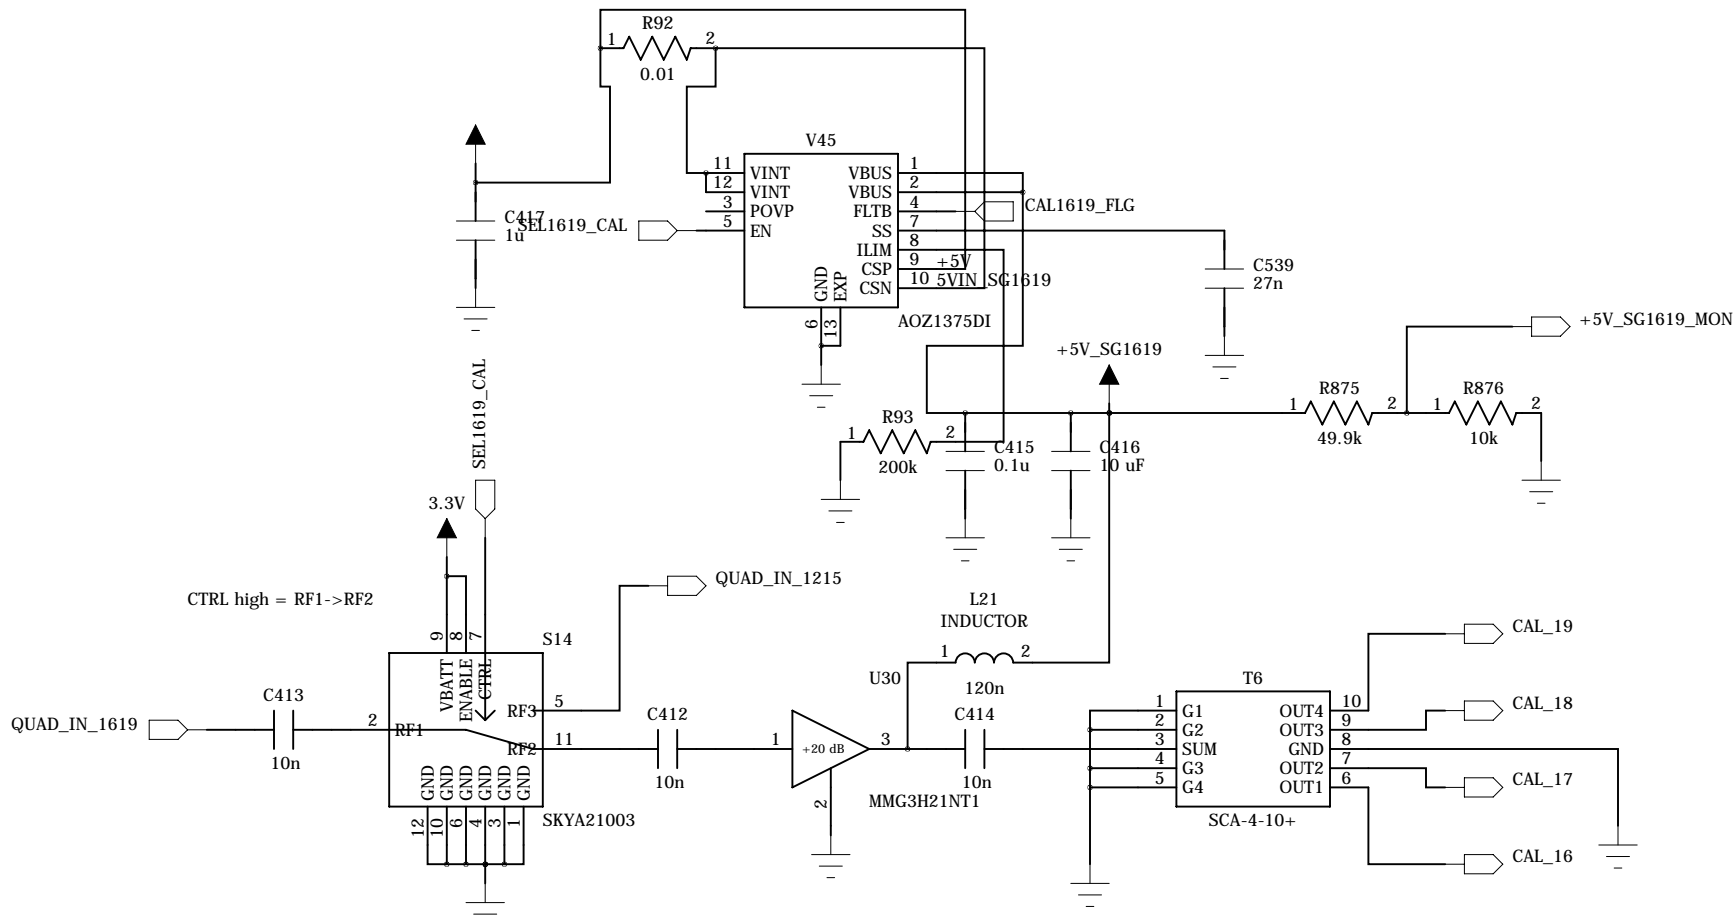 R92
1 2
0.01
V45
11 VINT VBUS 1
12 VINT VBUS 2
3 POVP FLTB 4
CAL1619_FLG
5 EN SS 7
ILIM 8
CSP 9
+5V
CSN 10
5VIN_SG1619
GND
EXP
6
13
AOZ1375DI
C417
1u
SEL1619_CAL
C539
27n
+5V_SG1619_MON
+5V_SG1619
SEL1619_CAL
R875
1 2
49.9k
R876
1 2
10k
R93
1 2
200k
C415
0.1u
C416
10 uF
3.3V
QUAD_IN_1215
CTRL high = RF1->RF2
L21
INDUCTOR
1 2
120n
9
8
7
S14
VBATT
ENABLE
CTRL
CAL_19
C413
10n
QUAD_IN_1619
2 RF1
RF3 5
RF2 11
GND
GND
GND
GND
GND
GND
12
10
6
4
3
1
SKYA21003
C412
10n
U30
1
+20 dB
3
2
MMG3H21NT1
C414
10n
T6
1 G1 OUT4 10
2 G2 OUT3 9
3 SUM GND 8
4 G3 OUT2 7
5 G4 OUT1 6
SCA-4-10+
CAL_18
CAL_17
CAL_16